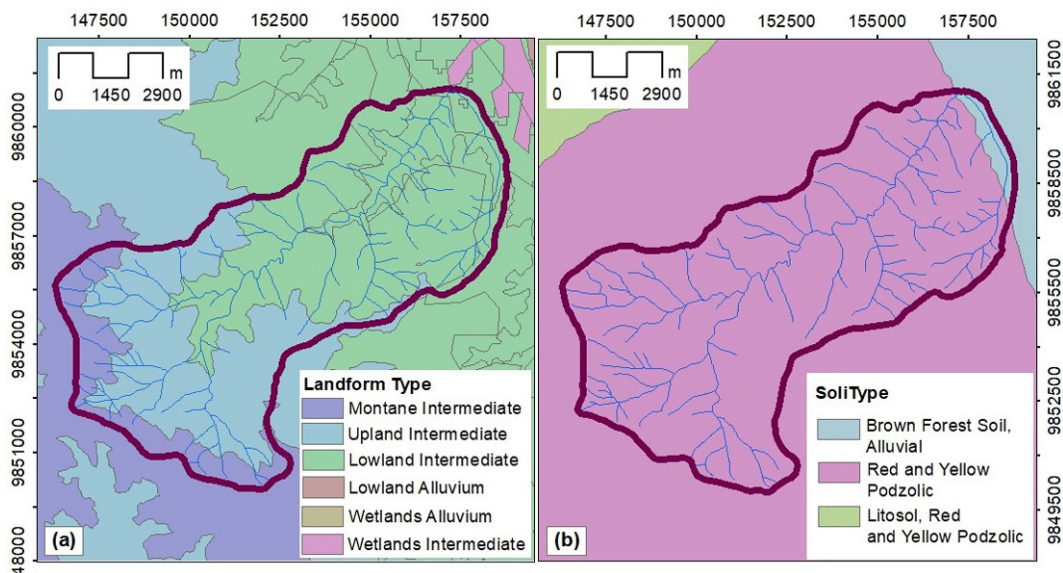 147500 150000 152500 155000 157500
147500 150000 152500 155000 157500
m
0 1450 2900
m
0 1450 2900
9860000
9857000
9854000
9851000
48000
9861500
9858500
9855500
9852500
9849500
Landform Type
Montane Intermediate
Upland Intermediate
Lowland Intermediate
Lowland Alluvium
Wetlands Alluvium
Wetlands Intermediate
(a)
SoliType
Brown Forest Soil,
Alluvial
Red and Yellow
Podzolic
Litosol, Red
and Yellow Podzolic
(b)